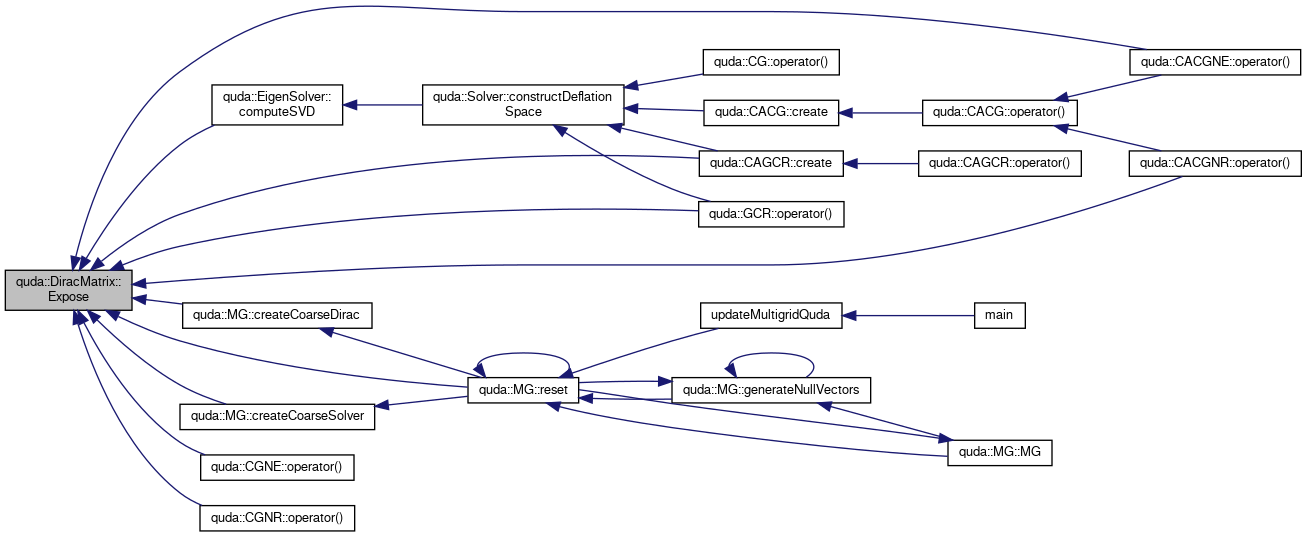 quda::DiracMatrix::
Expose
quda::EigenSolver::
computeSVD
quda::Solver::constructDeflation
Space
quda::CG::operator()
quda::CACG::create
quda::CAGCR::create
quda::GCR::operator()
quda::CACG::operator()
quda::CAGCR::operator()
quda::CACGNE::operator()
quda::CACGNR::operator()
quda::MG::createCoarseDirac
quda::MG::createCoarseSolver
quda::CGNE::operator()
quda::CGNR::operator()
quda::MG::reset
updateMultigridQuda
main
quda::MG::generateNullVectors
quda::MG::MG